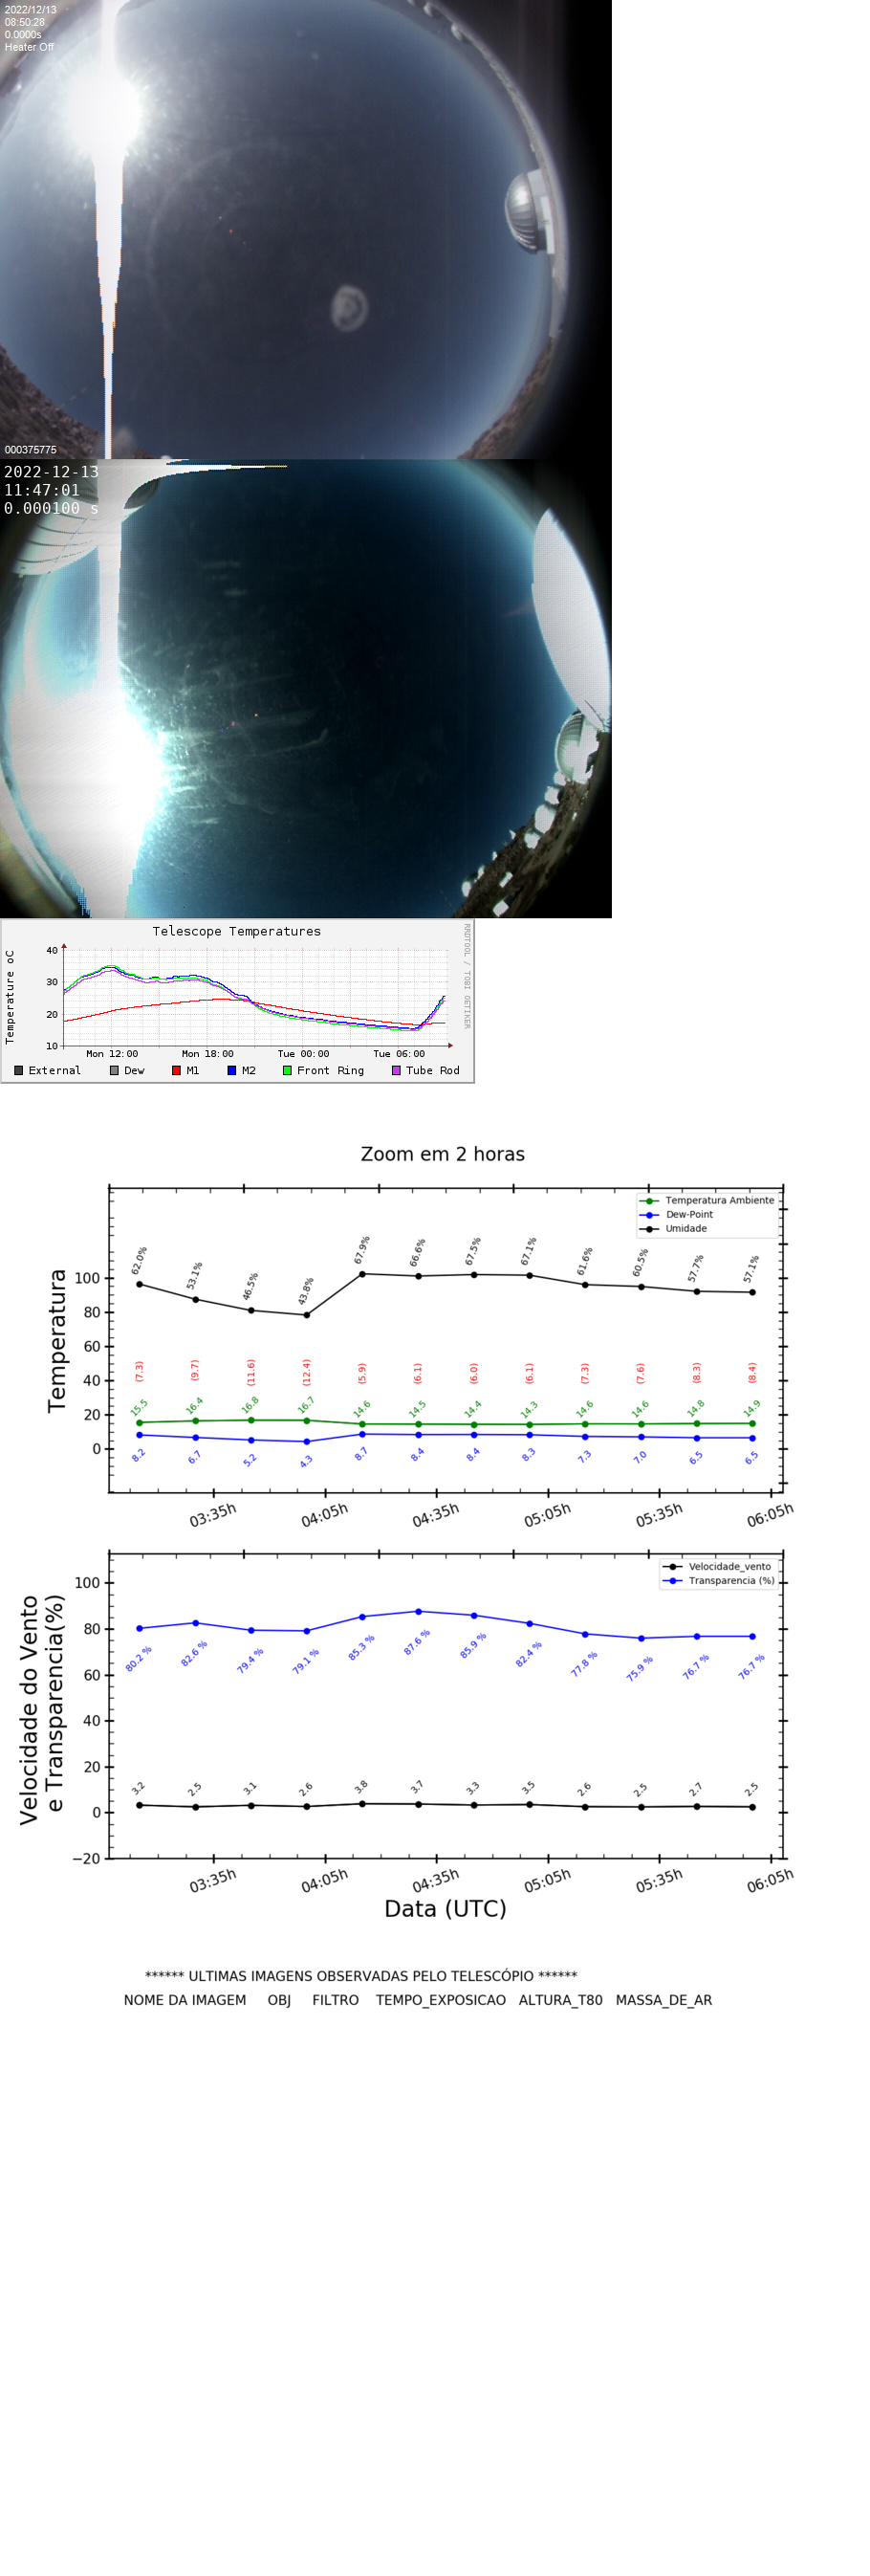 2022/12/13
08:50:28
0.0000s
Heater Off
000375775
2022-12-13
11:47:01
0.000100 s
Telescope Temperatures
RRDTOOL / TOBI OETIKER
Temperature oC
40
30
20
10
Mon 12:00 Mon 18:00 Tue 00:00 Tue 06:00
External Dew M1 M2 Front Ring Tube Rod
Zoom em 2 horas
Temperatura Ambiente
Dew-Point
Umidade
Temperatura
100
80
60
40
20
0
62.0% 53.1% 46.5% 43.8% 67.9% 66.6% 67.5% 67.1% 61.6% 60.5% 57.7% 57.1%
(7.3) (9.7) (11.6) (12.4) (5.9) (6.1) (6.0) (6.1) (7.3) (7.6) (8.3) (8.4)
15.5 16.4 16.8 16.7 14.6 14.5 14.4 14.3 14.6 14.6 14.8 14.9
8.2 6.7 5.2 4.3 8.7 8.4 8.4 8.3 7.3 7.0 6.5 6.5
03:35h 04:05h 04:35h 05:05h 05:35h 06:05h
Velocidade_vento
Transparencia (%)
Velocidade do Vento
e Transparencia(%)
100
80
60
40
20
0
−20
80.2 % 82.6 % 79.4 % 79.1 % 85.3 % 87.6 % 85.9 % 82.4 % 77.8 % 75.9 % 76.7 % 76.7 %
3.2 2.5 3.1 2.6 3.8 3.7 3.3 3.5 2.6 2.5 2.7 2.5
03:35h 04:05h 04:35h 05:05h 05:35h 06:05h
Data (UTC)
****** ULTIMAS IMAGENS OBSERVADAS PELO TELESCÓPIO ******
NOME DA IMAGEM OBJ FILTRO TEMPO_EXPOSICAO ALTURA_T80 MASSA_DE_AR